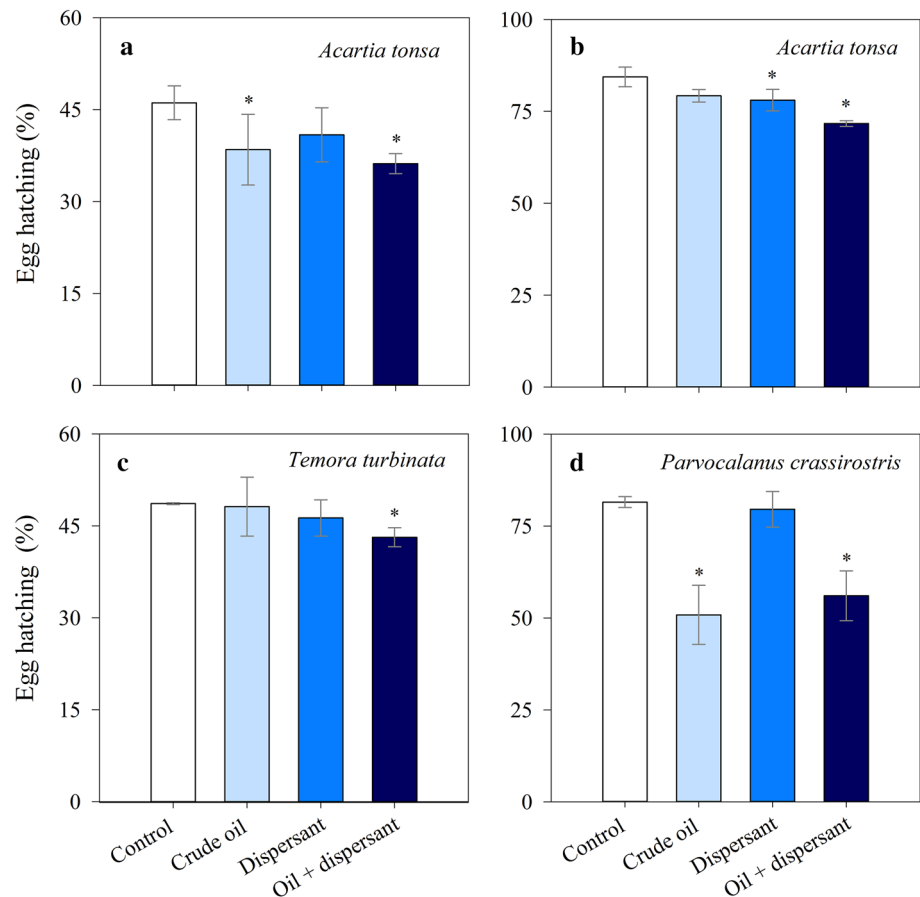 a
Acartia tonsa
60
45
30
15
0
Egg hatching (%)
*
*
b
Acartia tonsa
100
75
50
25
0
*
*
c
Temora turbinata
60
45
30
15
0
Egg hatching (%)
*
Control
Crude oil
Dispersant
Oil + dispersant
d
Parvocalanus crassirostris
100
75
50
25
0
*
*
Control
Crude oil
Dispersant
Oil + dispersant